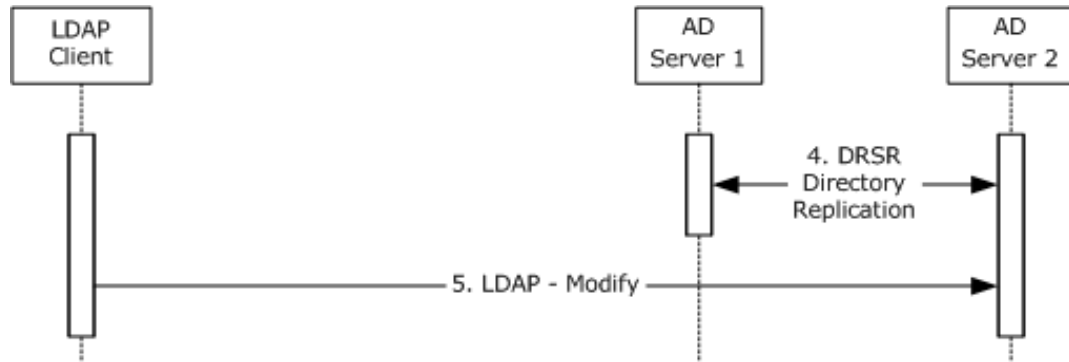 LDAP
Client
AD
Server 1
AD
Server 2
4. DRSR
Directory
Replication
5. LDAP - Modify